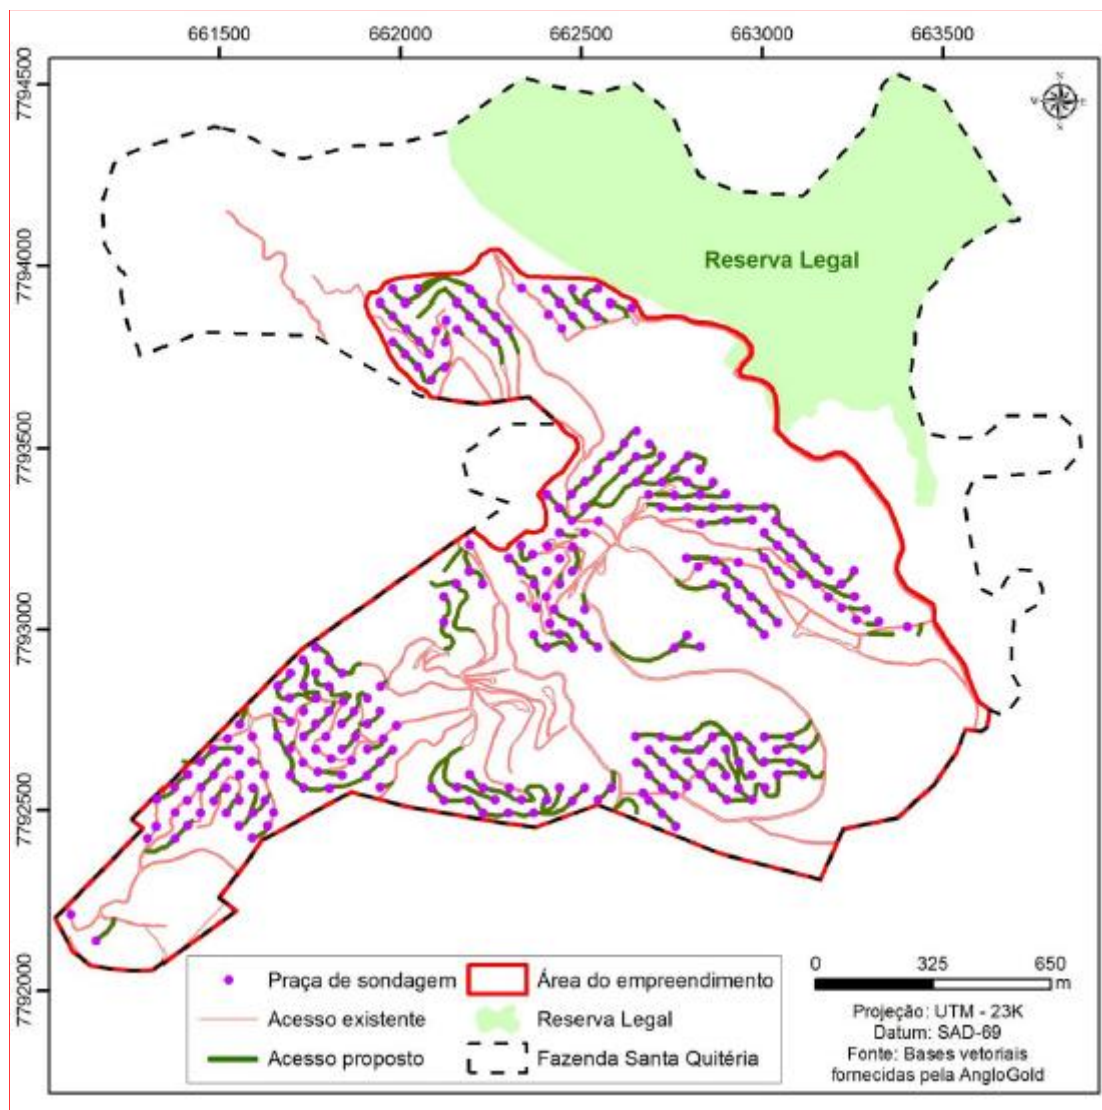 661500 662000 662500 663000 663500
7794500
7794000
7793500
7793000
7792500
7792000
N
W E
S
Reserva Legal
Praça de sondagem
Acesso existente
Acesso proposto
Área do empreendimento
Reserva Legal
Fazenda Santa Quitéria
0 325 650
m
Projeção: UTM - 23K
Datum: SAD-69
Fonte: Bases vetoriais
fornecidas pela AngloGold